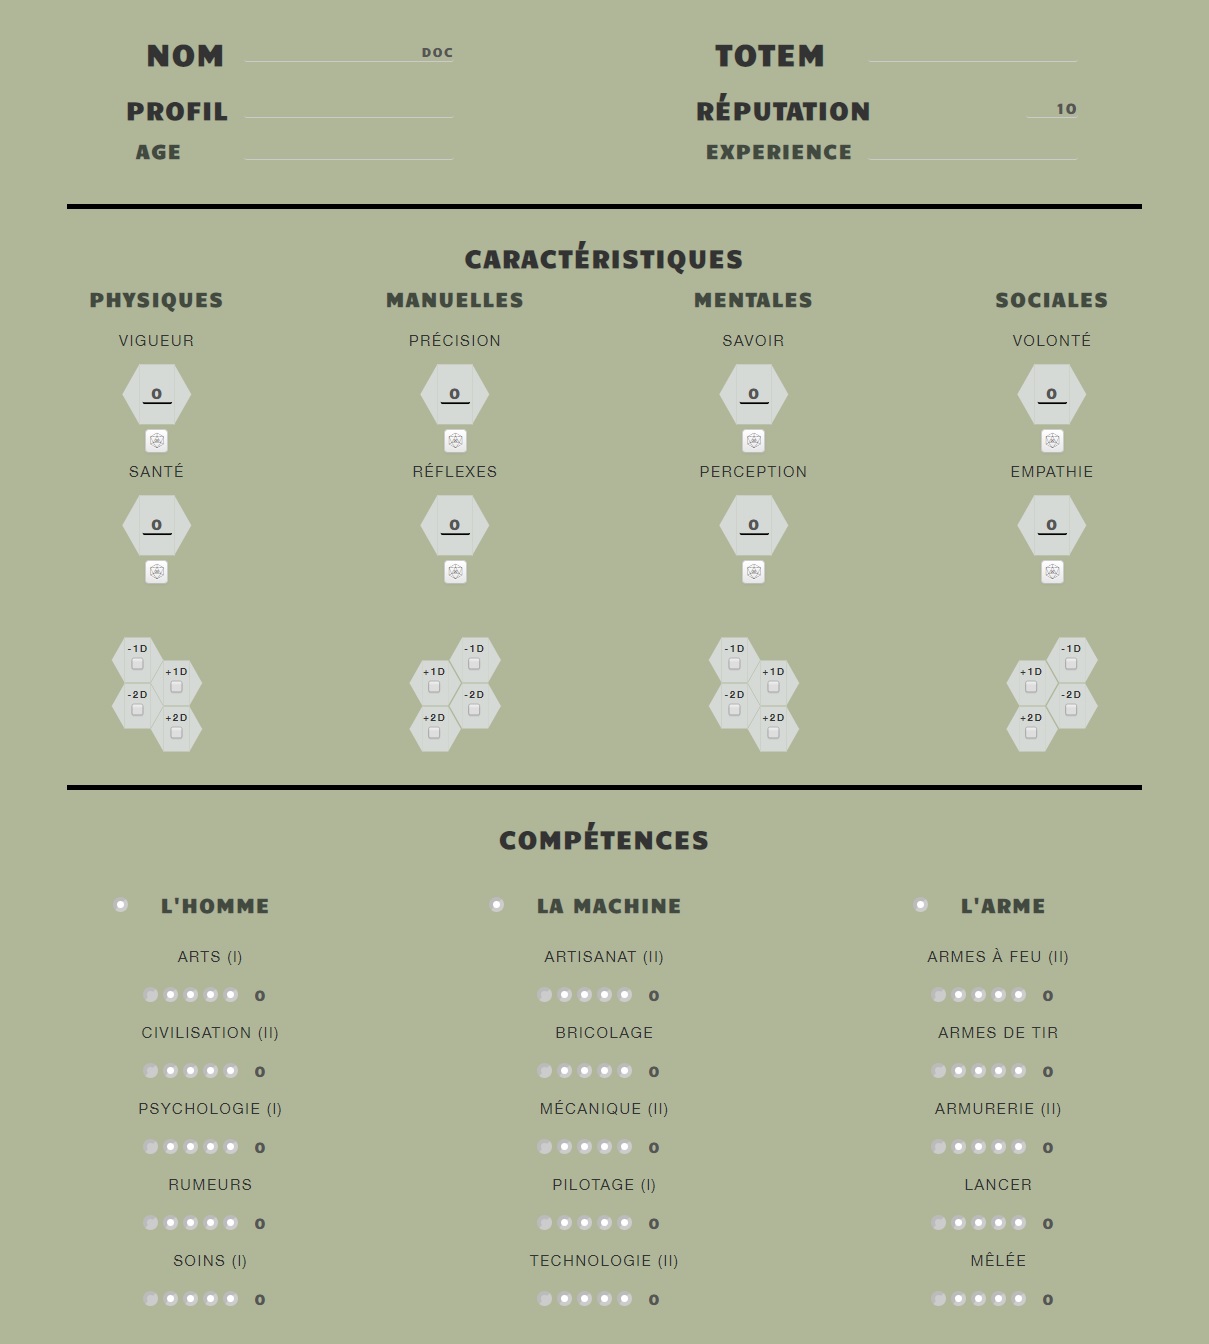 NOM DOC TOTEM
PROFIL RÉPUTATION 10
AGE EXPERIENCE
CARACTÉRISTIQUES
PHYSIQUES MANUELLES MENTALES SOCIALES
VIGUEUR PRÉCISION SAVOIR VOLONTÉ
0 0 0 0
SANTÉ RÉFLEXES PERCEPTION EMPATHIE
0 0 0 0
-1D -1D -1D -1D
+1D +1D +1D +1D
-2D -2D -2D -2D
+2D +2D +2D +2D
COMPÉTENCES
L'HOMME LA MACHINE L'ARME
ARTS (I) ARTISANAT (II) ARMES À FEU (II)
0 0 0
CIVILISATION (II) BRICOLAGE ARMES DE TIR
0 0 0
PSYCHOLOGIE (I) MÉCANIQUE (II) ARMURERIE (II)
0 0 0
RUMEURS PILOTAGE (I) LANCER
0 0 0
SOINS (I) TECHNOLOGIE (II) MÊLÉE
0 0 0